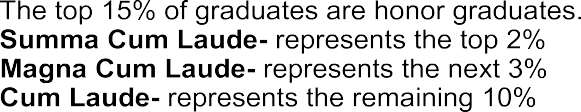 The top 15% of graduates are honor graduates.
Summa Cum Laude- represents the top 2%
Magna Cum Laude- represents the next 3%
Cum Laude- represents the remaining 10%